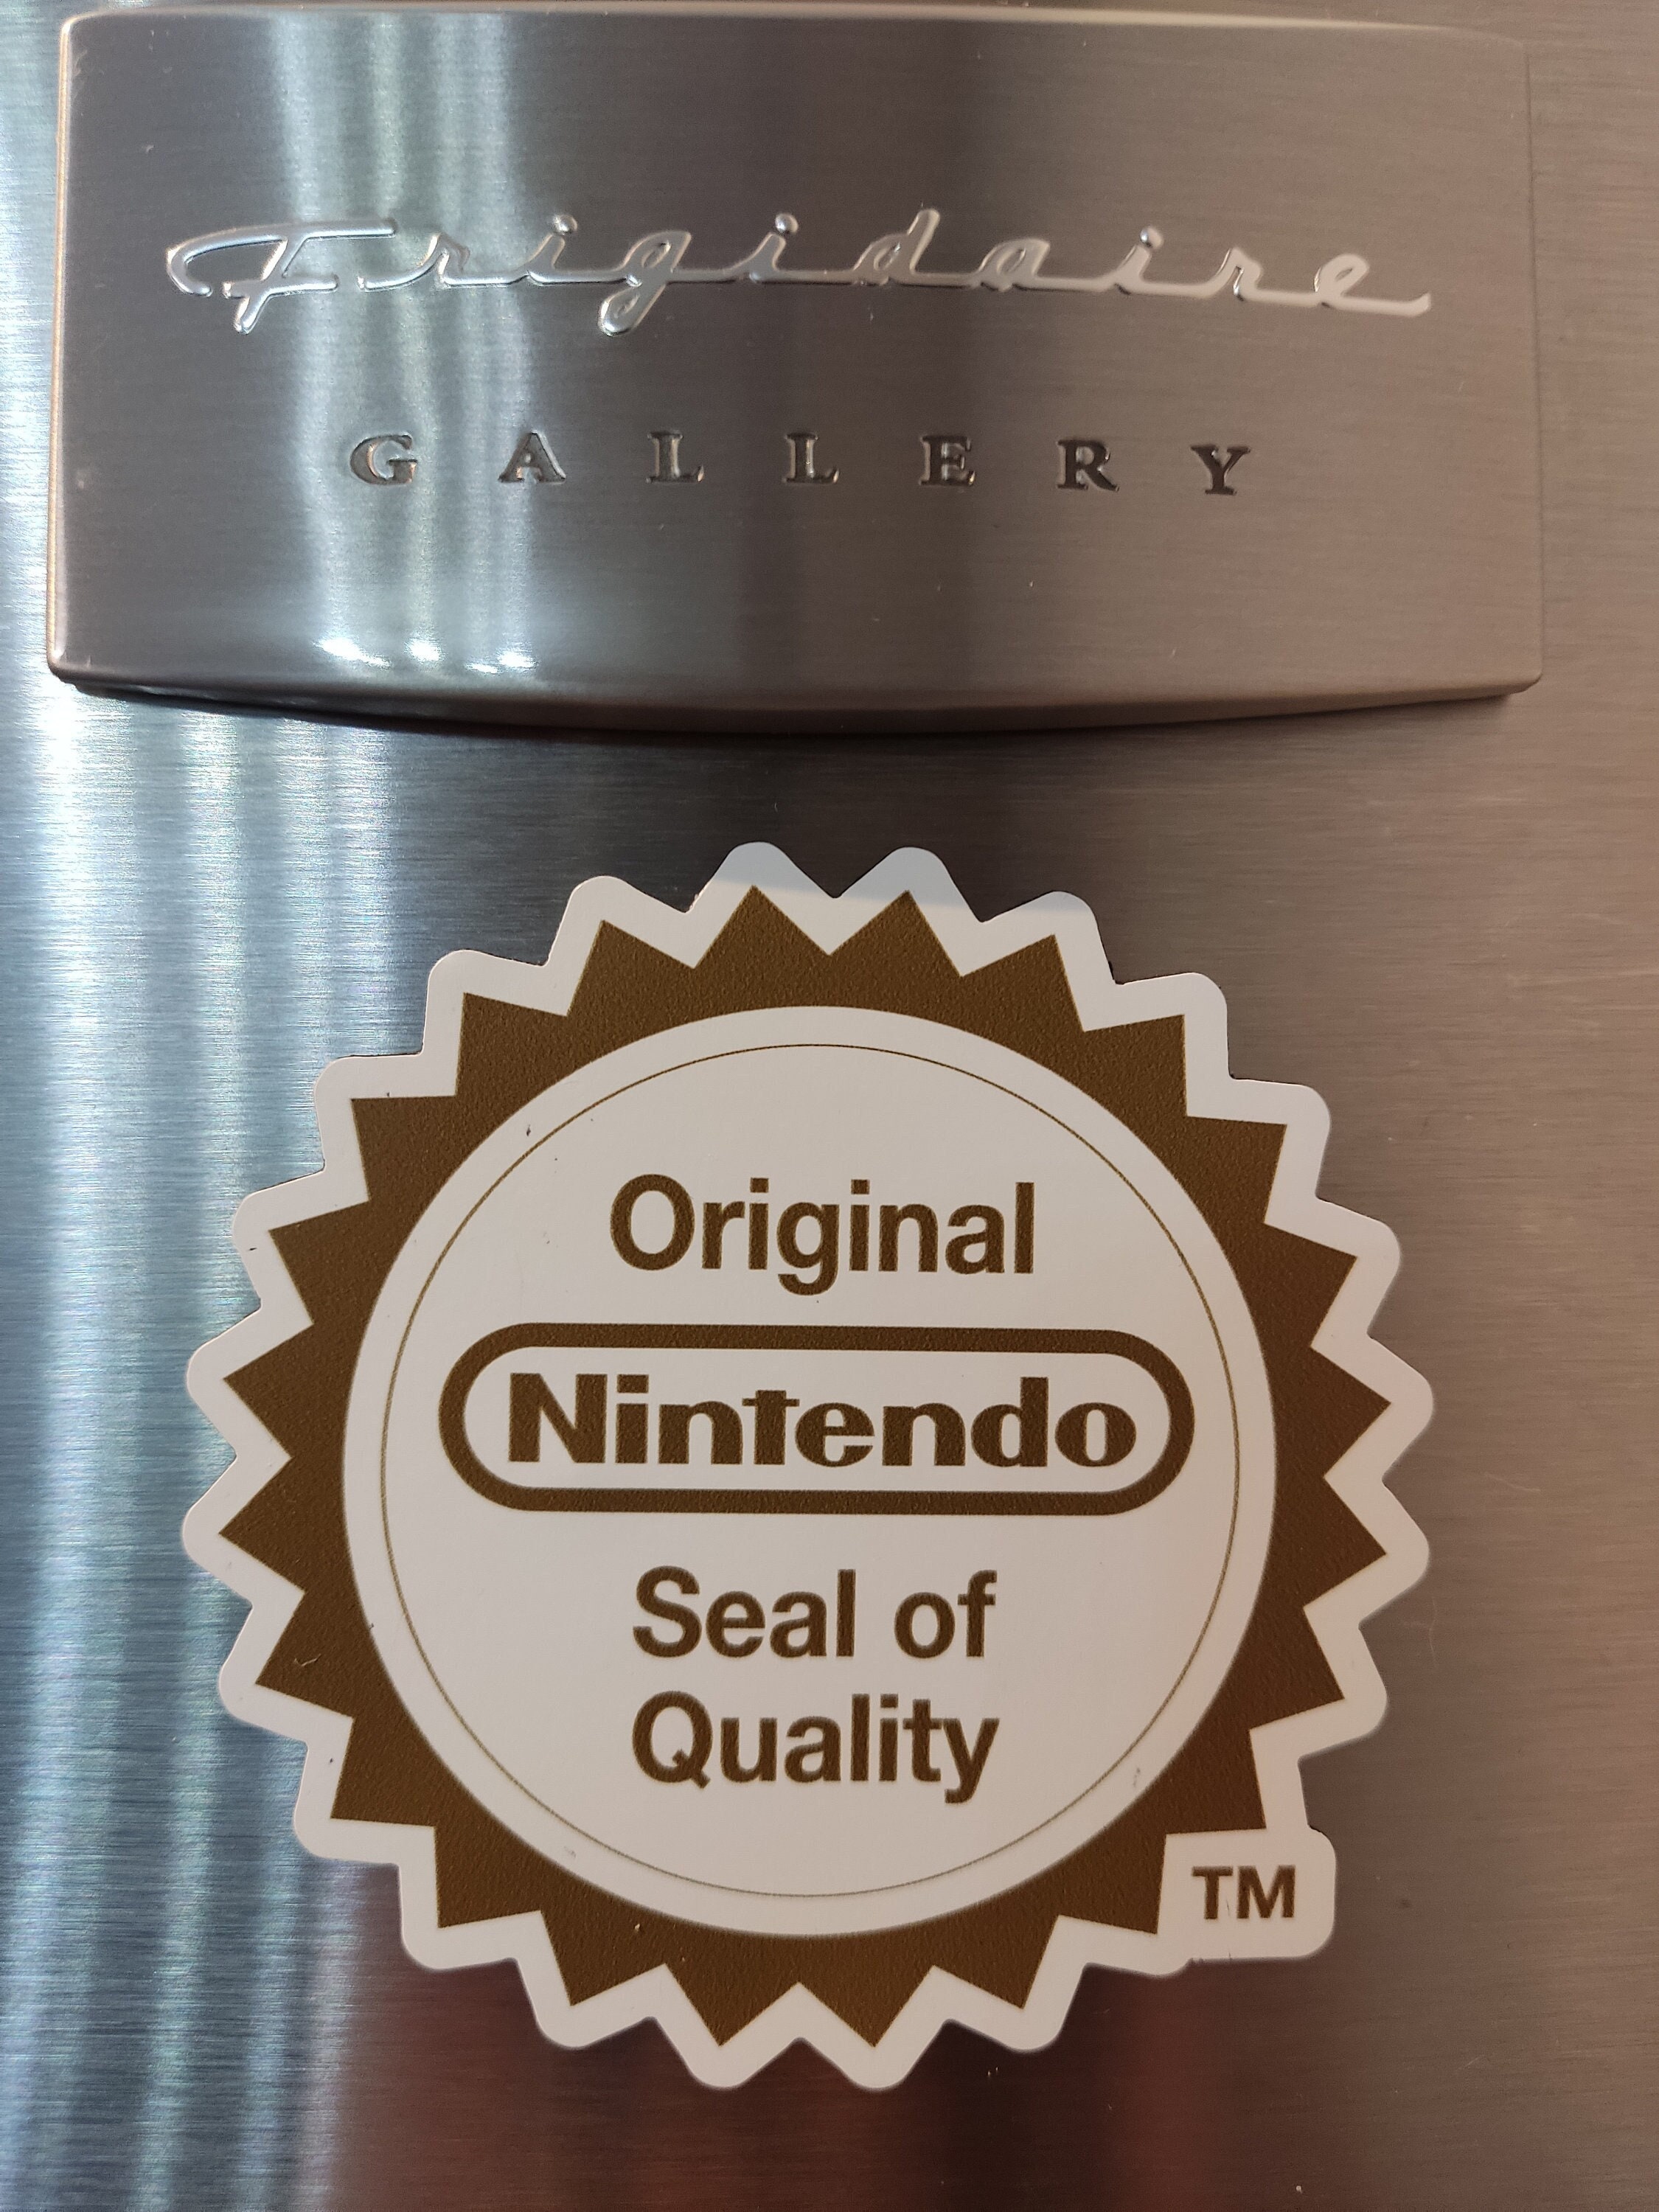 Frigidaire
GALLERY
Original
Nintendo
Seal of
Quality
TM